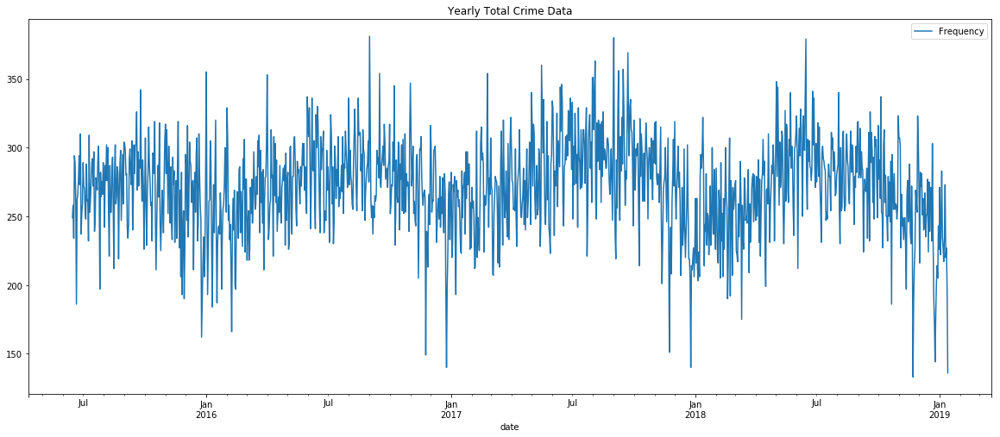 Yearly Total Crime Data
Frequency
350
300
250
200
150
Jul
Jan
2016
Jul
Jan
2017
Jul
Jan
2018
Jul
Jan
2019
date